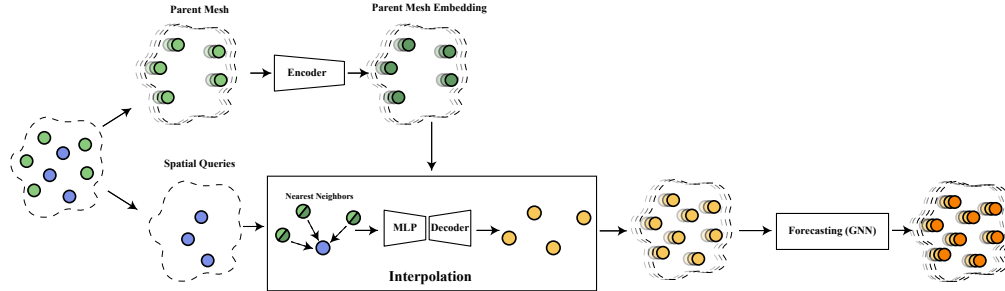 Parent Mesh
Parent Mesh Embedding
Encoder
Spatial Queries
Nearest Neighbors
MLP
Decoder
Interpolation
Forecasting (GNN)